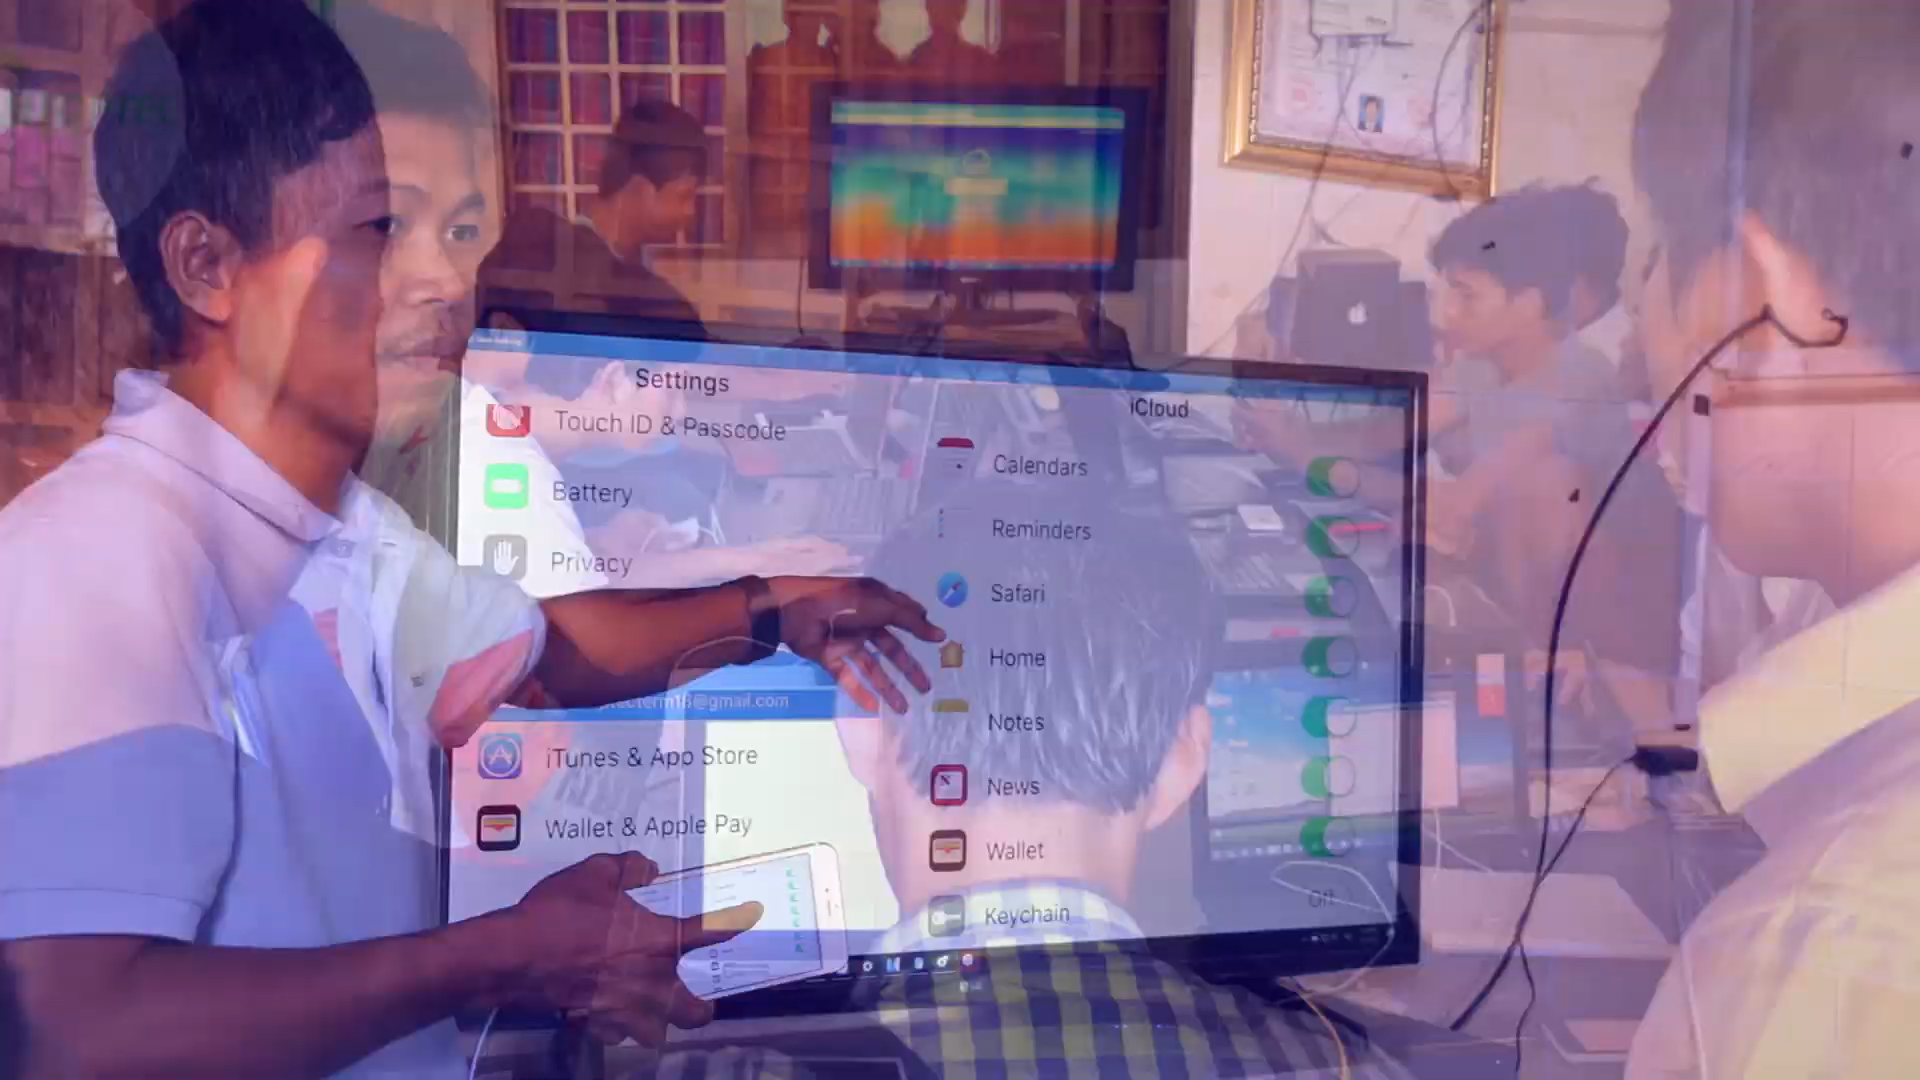 Settings
Touch ID & Passcode
Battery
Privacy
iTunes & App Store
Wallet & Apple Pay
iCloud
Calendars
Reminders
Safari
Home
Notes
News
Wallet
Keychain
Off